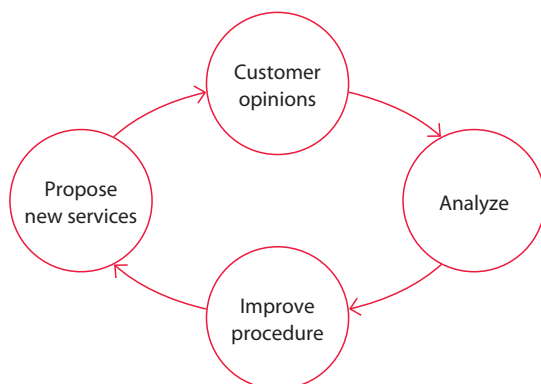 Customer
opinions
Analyze
Improve
procedure
Propose
new services